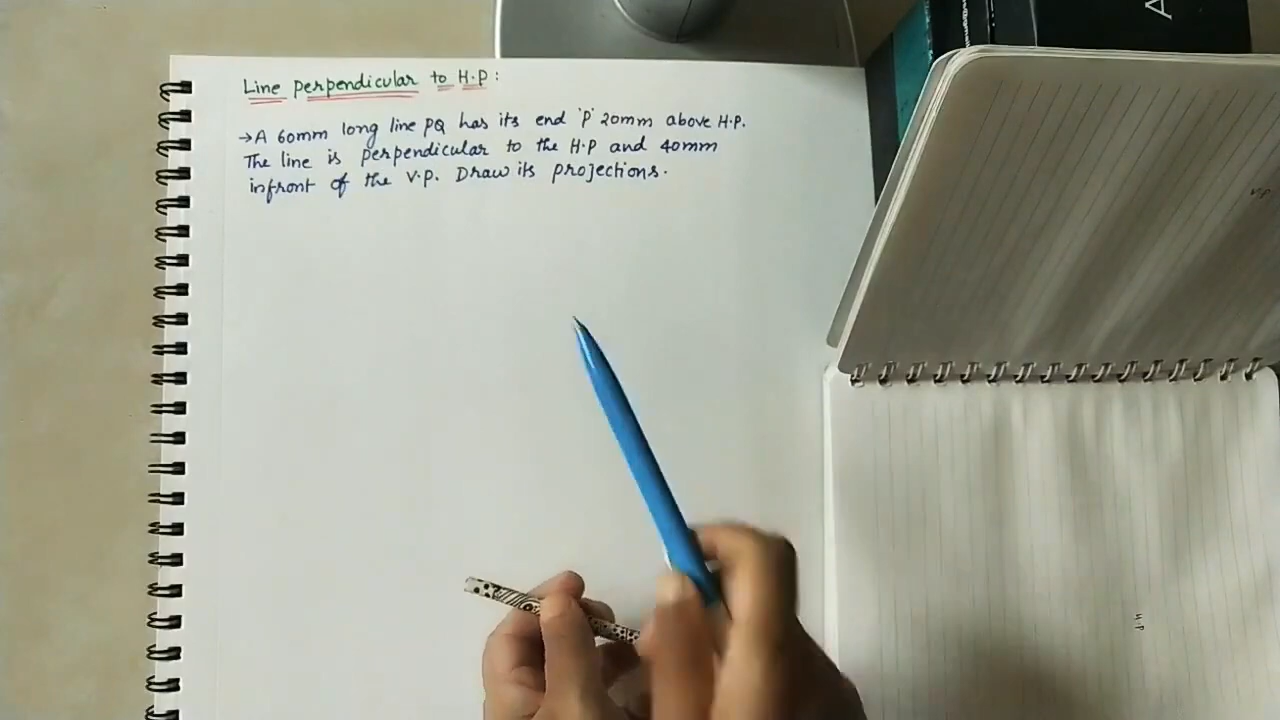 Line perpendicular to H.P :
→ A 60mm long line PQ has its end 'P' 20mm above H.P.
The line is perpendicular to the H.P and 40mm
infront of the V.P. Draw its projections.
V.P
H.P
A